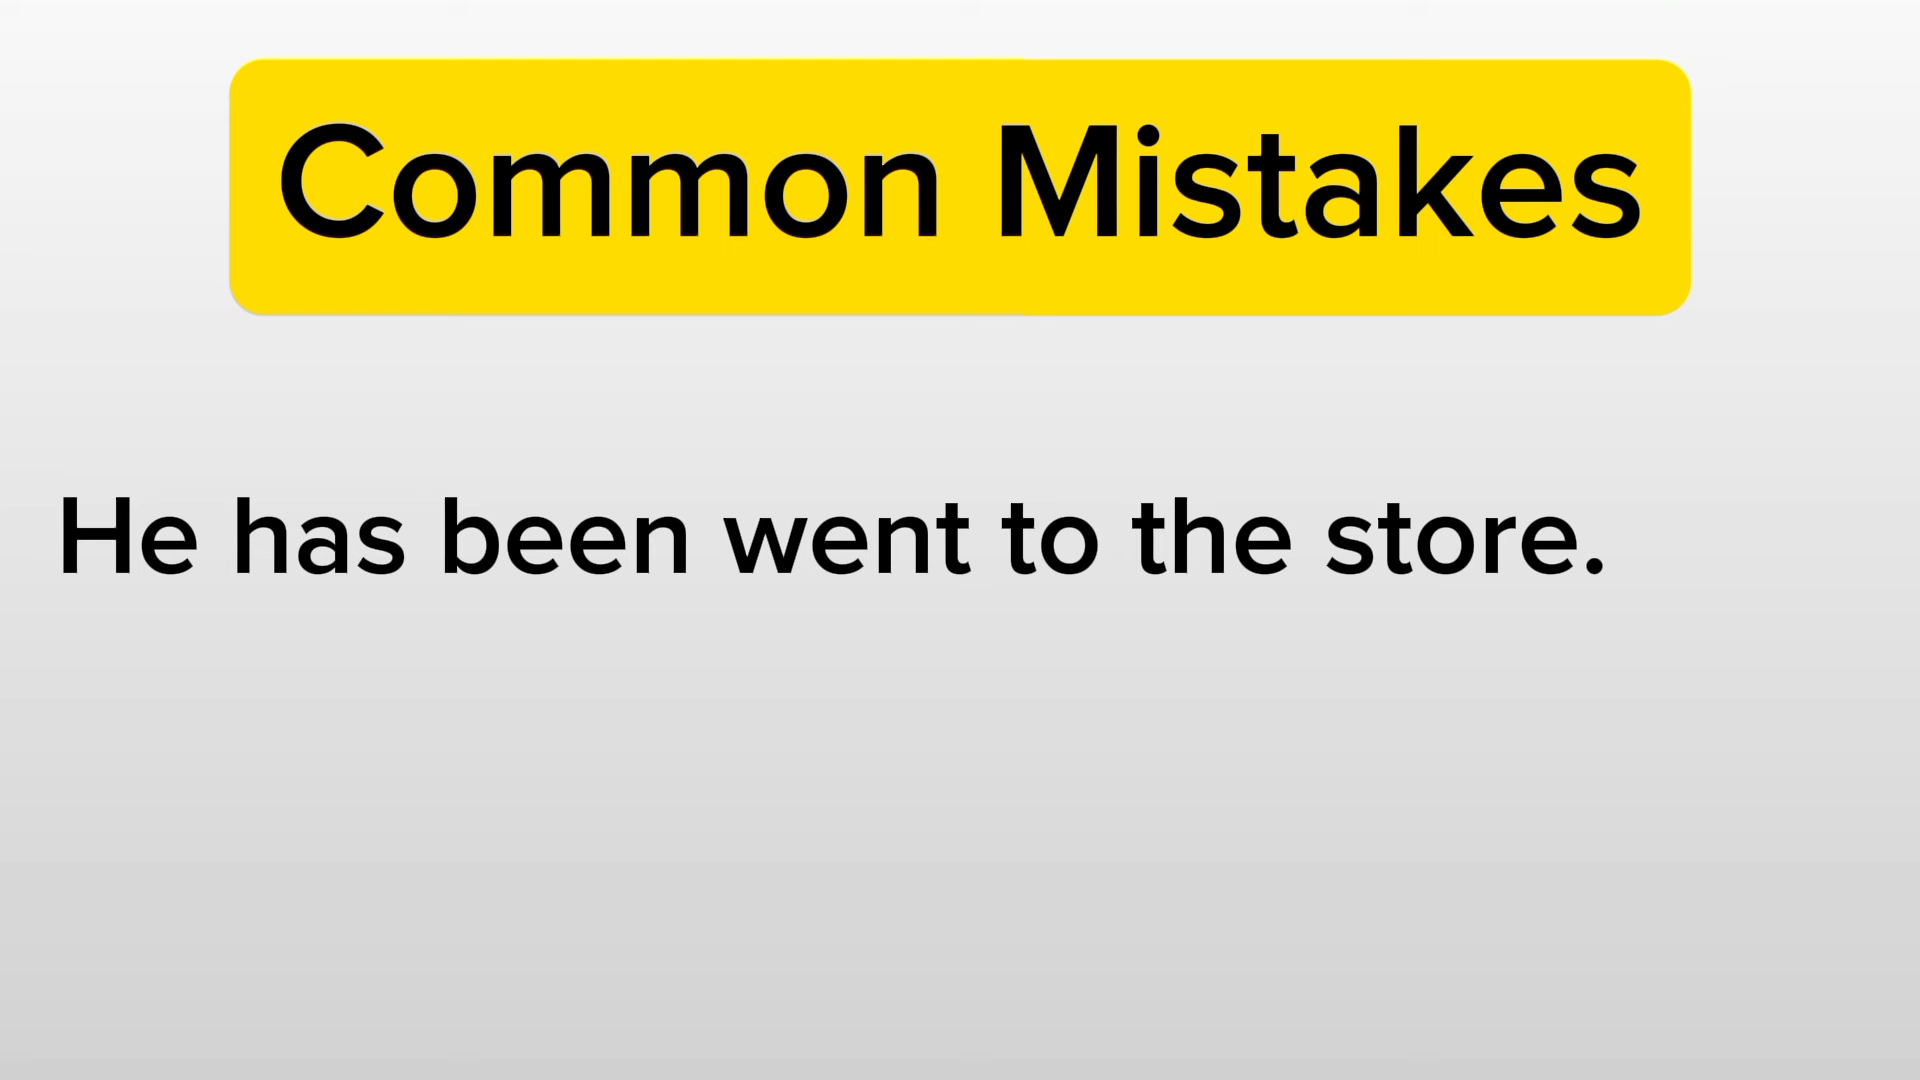 Common Mistakes
He has been went to the store.